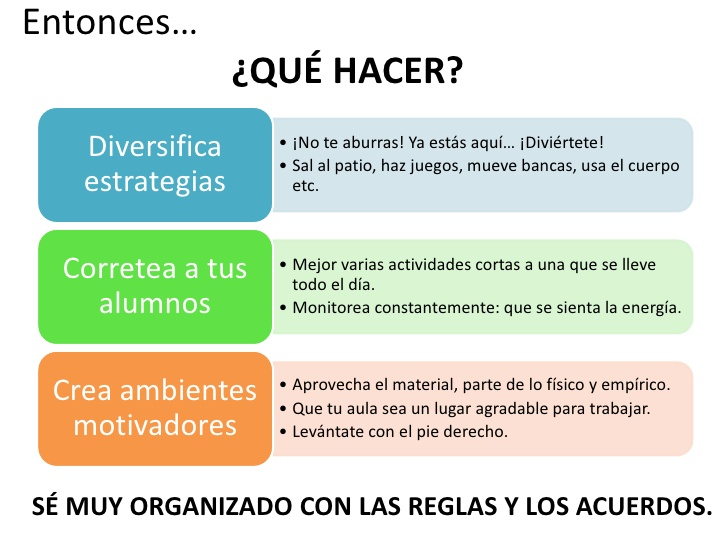 Entonces…
¿QUÉ HACER?
Diversifica
estrategias
• ¡No te aburras! Ya estás aquí… ¡Diviértete!
• Sal al patio, haz juegos, mueve bancas, usa el cuerpo
etc.
Corretea a tus
alumnos
• Mejor varias actividades cortas a una que se lleve
todo el día.
• Monitorea constantemente: que se sienta la energía.
Crea ambientes
motivadores
• Aprovecha el material, parte de lo físico y empírico.
• Que tu aula sea un lugar agradable para trabajar.
• Levántate con el pie derecho.
SÉ MUY ORGANIZADO CON LAS REGLAS Y LOS ACUERDOS.